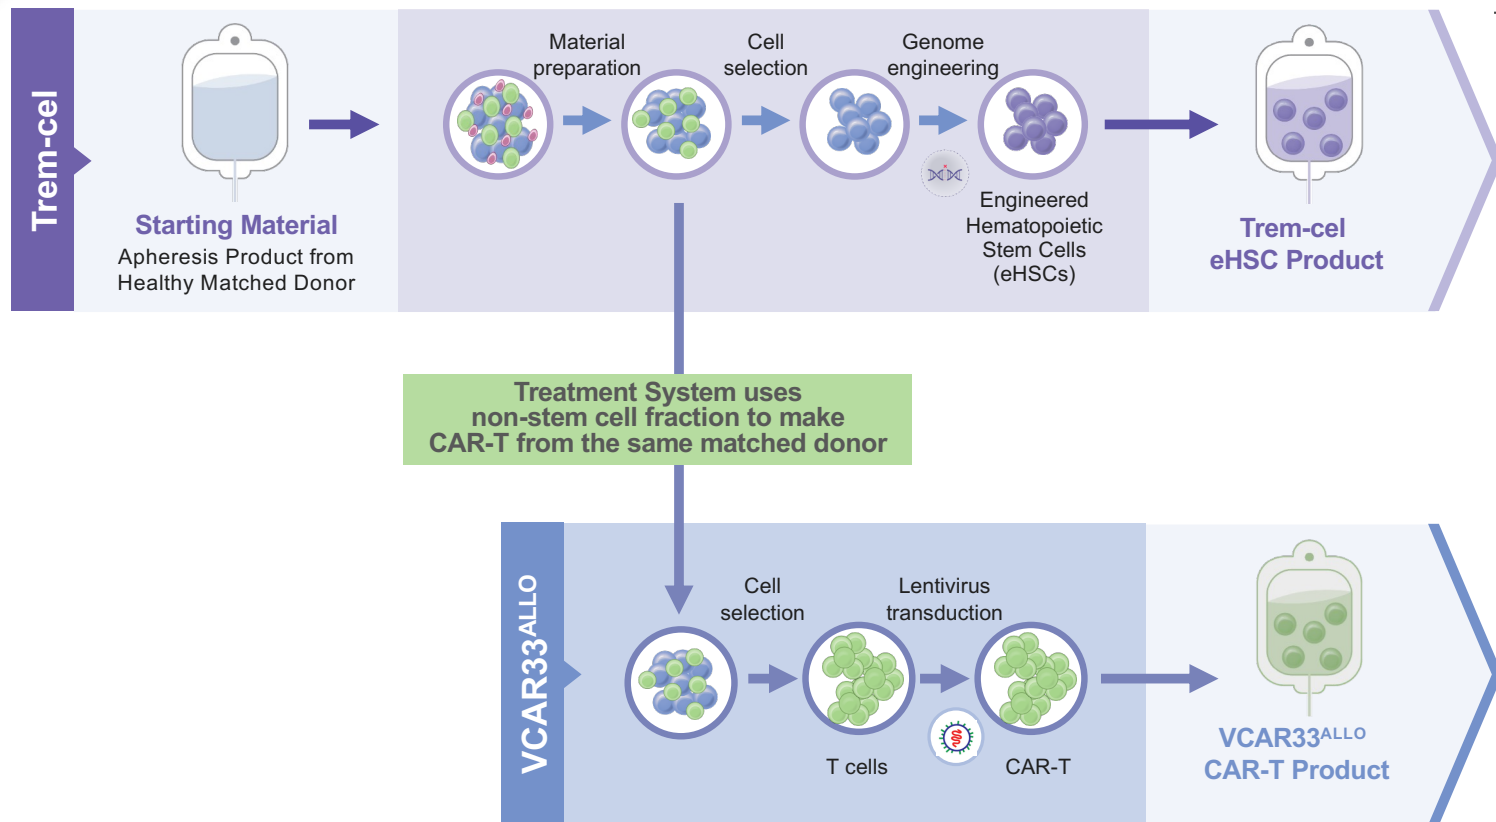 Trem-cel
Starting Material
Apheresis Product from
Healthy Matched Donor
Material
preparation
Cell
selection
Genome
engineering
Engineered
Hematopoietic
Stem Cells
(eHSCs)
Trem-cel
eHSC Product
Treatment System uses
non-stem cell fraction to make
CAR-T from the same matched donor
VCAR33ALLO
Cell
selection
Lentivirus
transduction
T cells
CAR-T
VCAR33ALLO
CAR-T Product